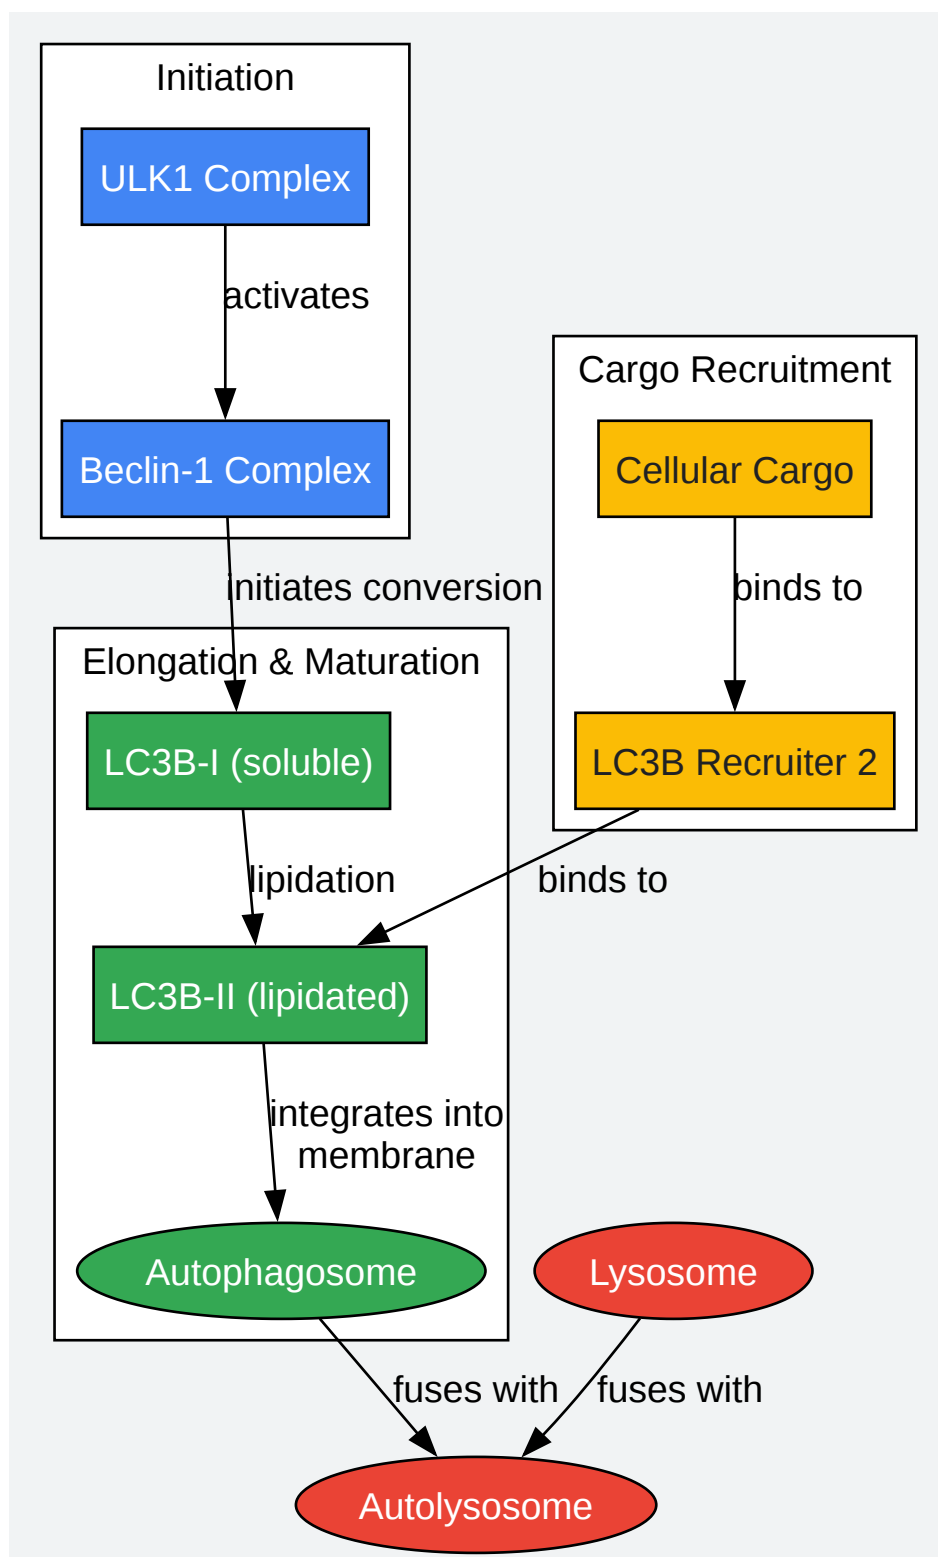 Initiation
ULK1 Complex
activates
Beclin-1 Complex
initiates conversion
Cargo Recruitment
Cellular Cargo
binds to
LC3B Recruiter 2
binds to
Elongation & Maturation
LC3B-I (soluble)
lipidation
LC3B-II (lipidated)
integrates into
membrane
Autophagosome
Lysosome
fuses with
fuses with
Autolysosome